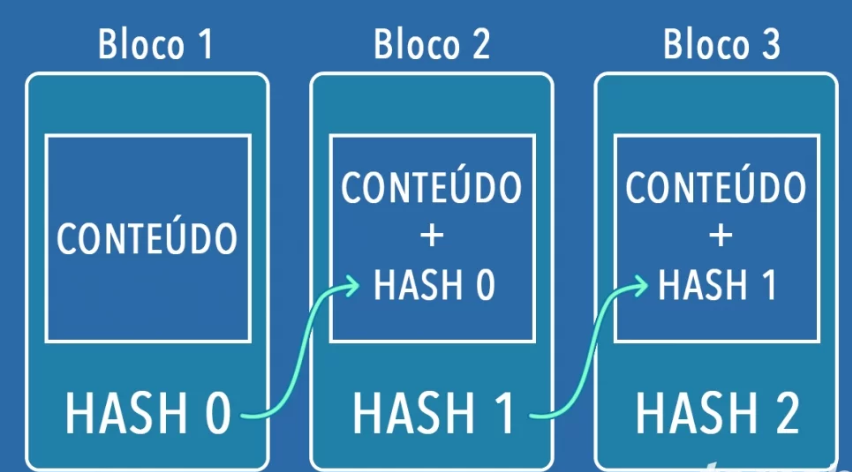 Bloco 1
Bloco 2
Bloco 3
CONTEÚDO
CONTEÚDO
+
HASH 0
CONTEÚDO
+
HASH 1
HASH 0
HASH 1
HASH 2